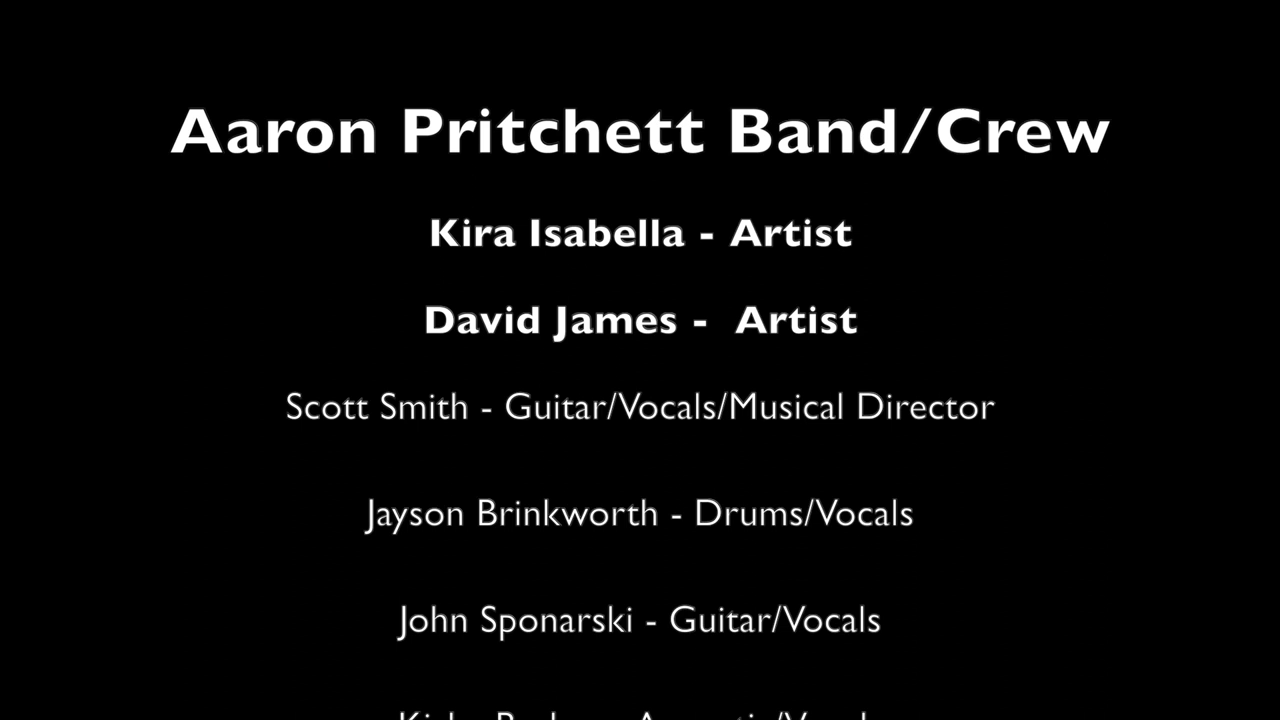 Aaron Pritchett Band/Crew
Kira Isabella - Artist
David James -  Artist
Scott Smith - Guitar/Vocals/Musical Director
Jayson Brinkworth - Drums/Vocals
John Sponarski - Guitar/Vocals